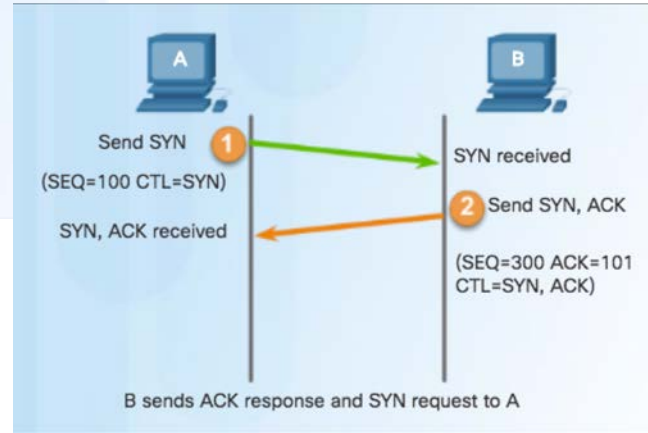 A
B
Send SYN
1
SYN received
(SEQ=100 CTL=SYN)
2
Send SYN, ACK
SYN, ACK received
(SEQ=300 ACK=101
CTL=SYN, ACK)
B sends ACK response and SYN request to A